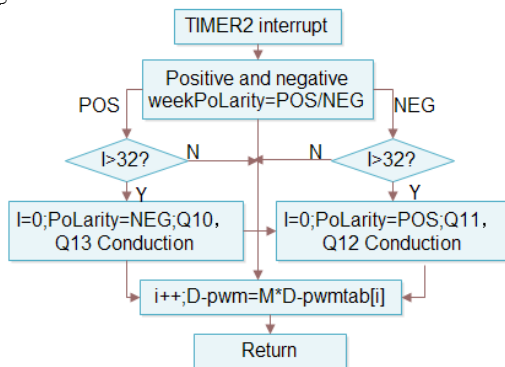 TIMER2 interrupt
Positive and negative
weekPoLarity=POS/NEG
POS
NEG
I>32?
N
N
I>32?
Y
Y
I=0;PoLarity=NEG;Q10,
Q13 Conduction
I=0;PoLarity=POS;Q11,
Q12 Conduction
i++;D-pwm=M*D-pwmtab[i]
Return